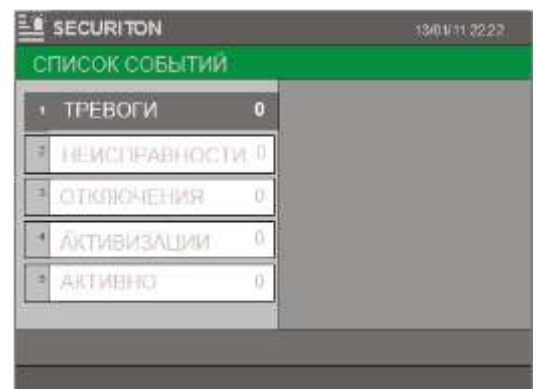 SECURITON 13/01/11 22:22
СПИСОК СОБЫТИЙ
1 ТРЕВОГИ 0
2 НЕИСПРАВНОСТИ 0
3 ОТКЛЮЧЕНИЯ 0
4 АКТИВИЗАЦИИ 0
5 АКТИВНО 0